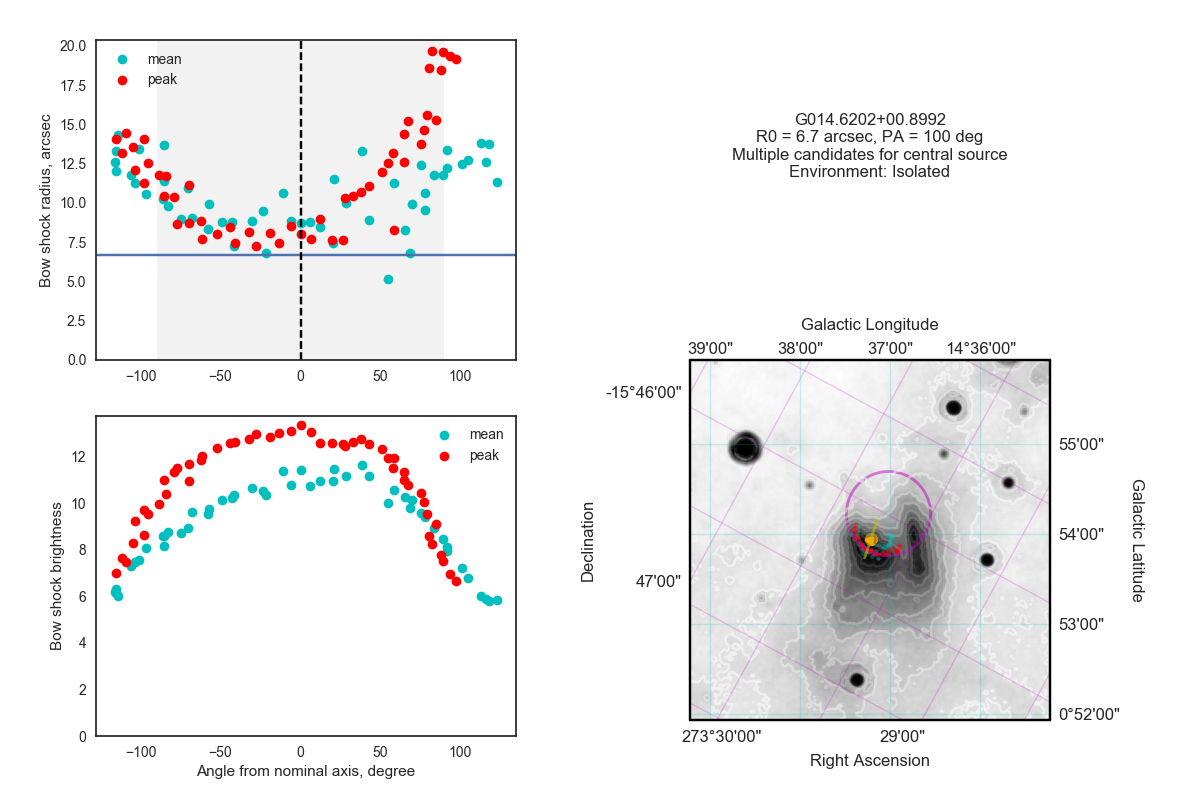 20.0
17.5
15.0
12.5
10.0
7.5
5.0
2.5
0.0
Bow shock radius, arcsec
mean
peak
−100
−50
0
50
100
12
10
8
6
4
2
0
Bow shock brightness
mean
peak
−100
−50
0
50
100
Angle from nominal axis, degree
G014.6202+00.8992
R0 = 6.7 arcsec, PA = 100 deg
Multiple candidates for central source
Environment: Isolated
Galactic Longitude
39'00"
38'00"
37'00"
14°36'00"
-15°46'00"
47'00"
Declination
55'00"
54'00"
53'00"
0°52'00"
Galactic Latitude
273°30'00"
29'00"
Right Ascension